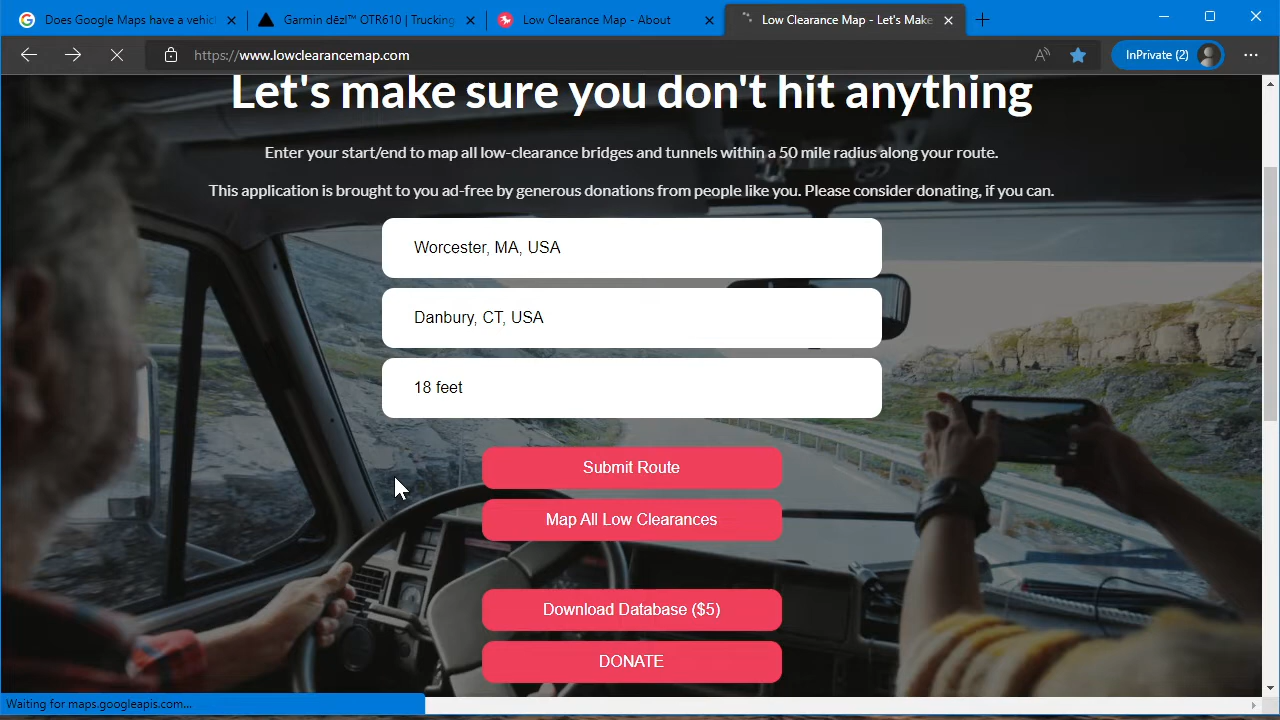 Does Google Maps have a vehic
Garmin dēzl™ OTR610 | Trucking
Low Clearance Map - About
Low Clearance Map - Let's Make
https://www.lowclearancemap.com
InPrivate (2)
Let's make sure you don't hit anything
Enter your start/end to map all low-clearance bridges and tunnels within a 50 mile radius along your route.
This application is brought to you ad-free by generous donations from people like you. Please consider donating, if you can.
Worcester, MA, USA
Danbury, CT, USA
18 feet
Submit Route
Map All Low Clearances
Download Database ($5)
DONATE
Waiting for maps.googleapis.com...